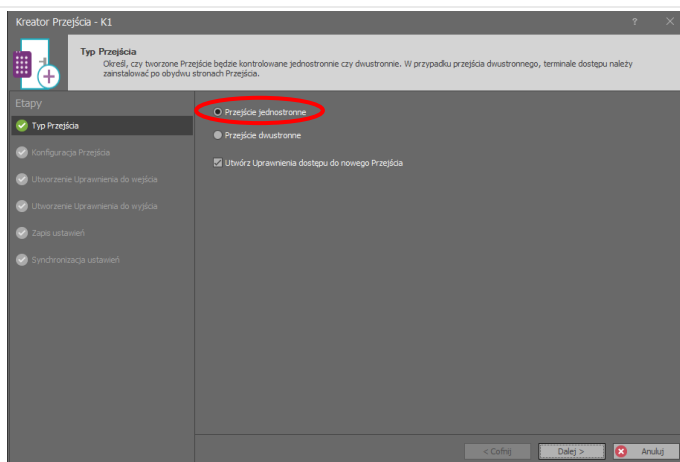 Kreator Przejścia - K1
?
Typ Przejścia
Określ, czy tworzone Przejście będzie kontrolowane jednostronnie czy dwustronnie. W przypadku przejścia dwustronnego, terminale dostępu należy
zainstalować po obydwu stronach Przejścia.
Etapy
Typ Przejścia
Konfiguracja Przejścia
Utworzenie Uprawnienia do wejścia
Utworzenie Uprawnienia do wyjścia
Zapis ustawień
Synchronizacja ustawień
Przejście jednostronne
Przejście dwustronne
Utwórz Uprawnienia dostępu do nowego Przejścia
< Cofnij
Dalej >
Anuluj